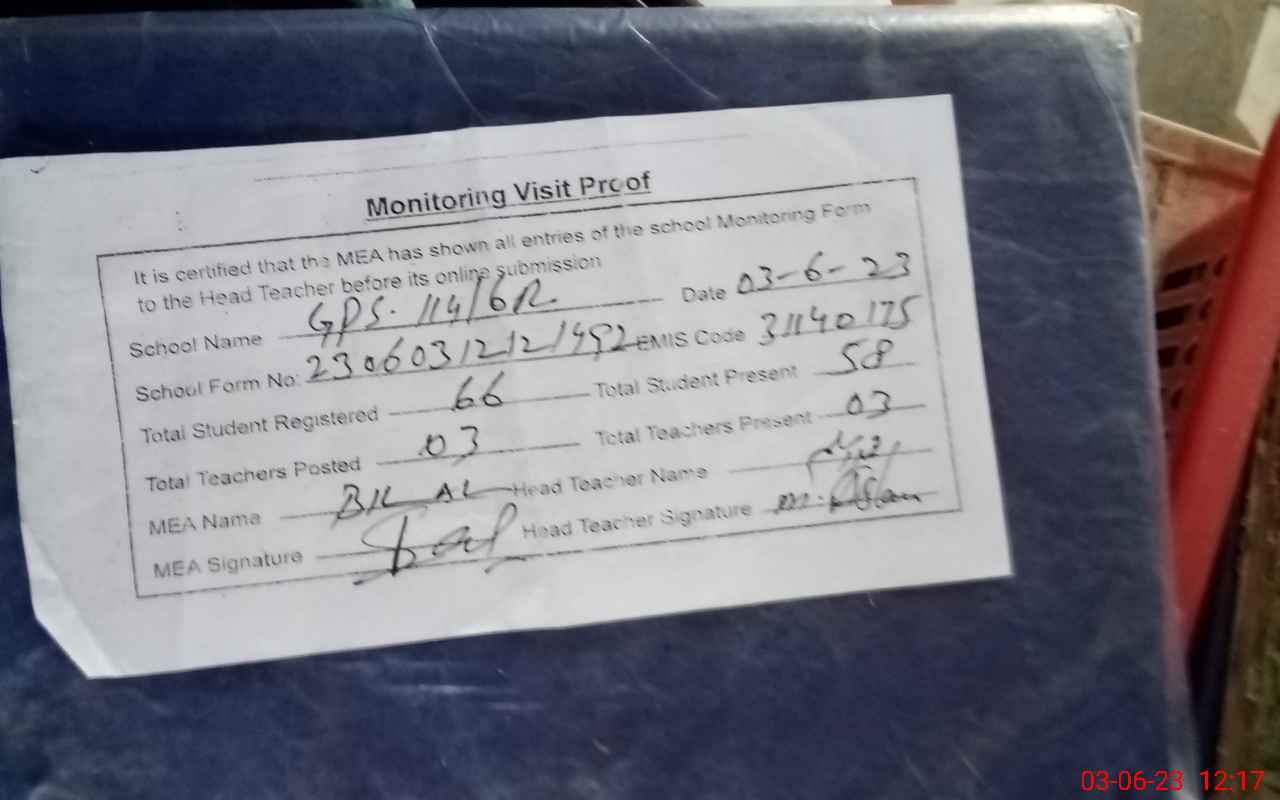 Monitoring Visit Proof
It is certified that the MEA has shown all entries of the school Monitoring Form
to the Head Teacher before its online submission
School Name GPS. 114/6R Date 03-6-23
School Form No: 23060312121492 EMIS Code 31140175
Total Student Registered 66 Total Student Present 58
Total Teachers Posted 03 Total Teachers Present 03
MEA Name BILAL Head Teacher Name
MEA Signature Head Teacher Signature
03-06-23 12:17